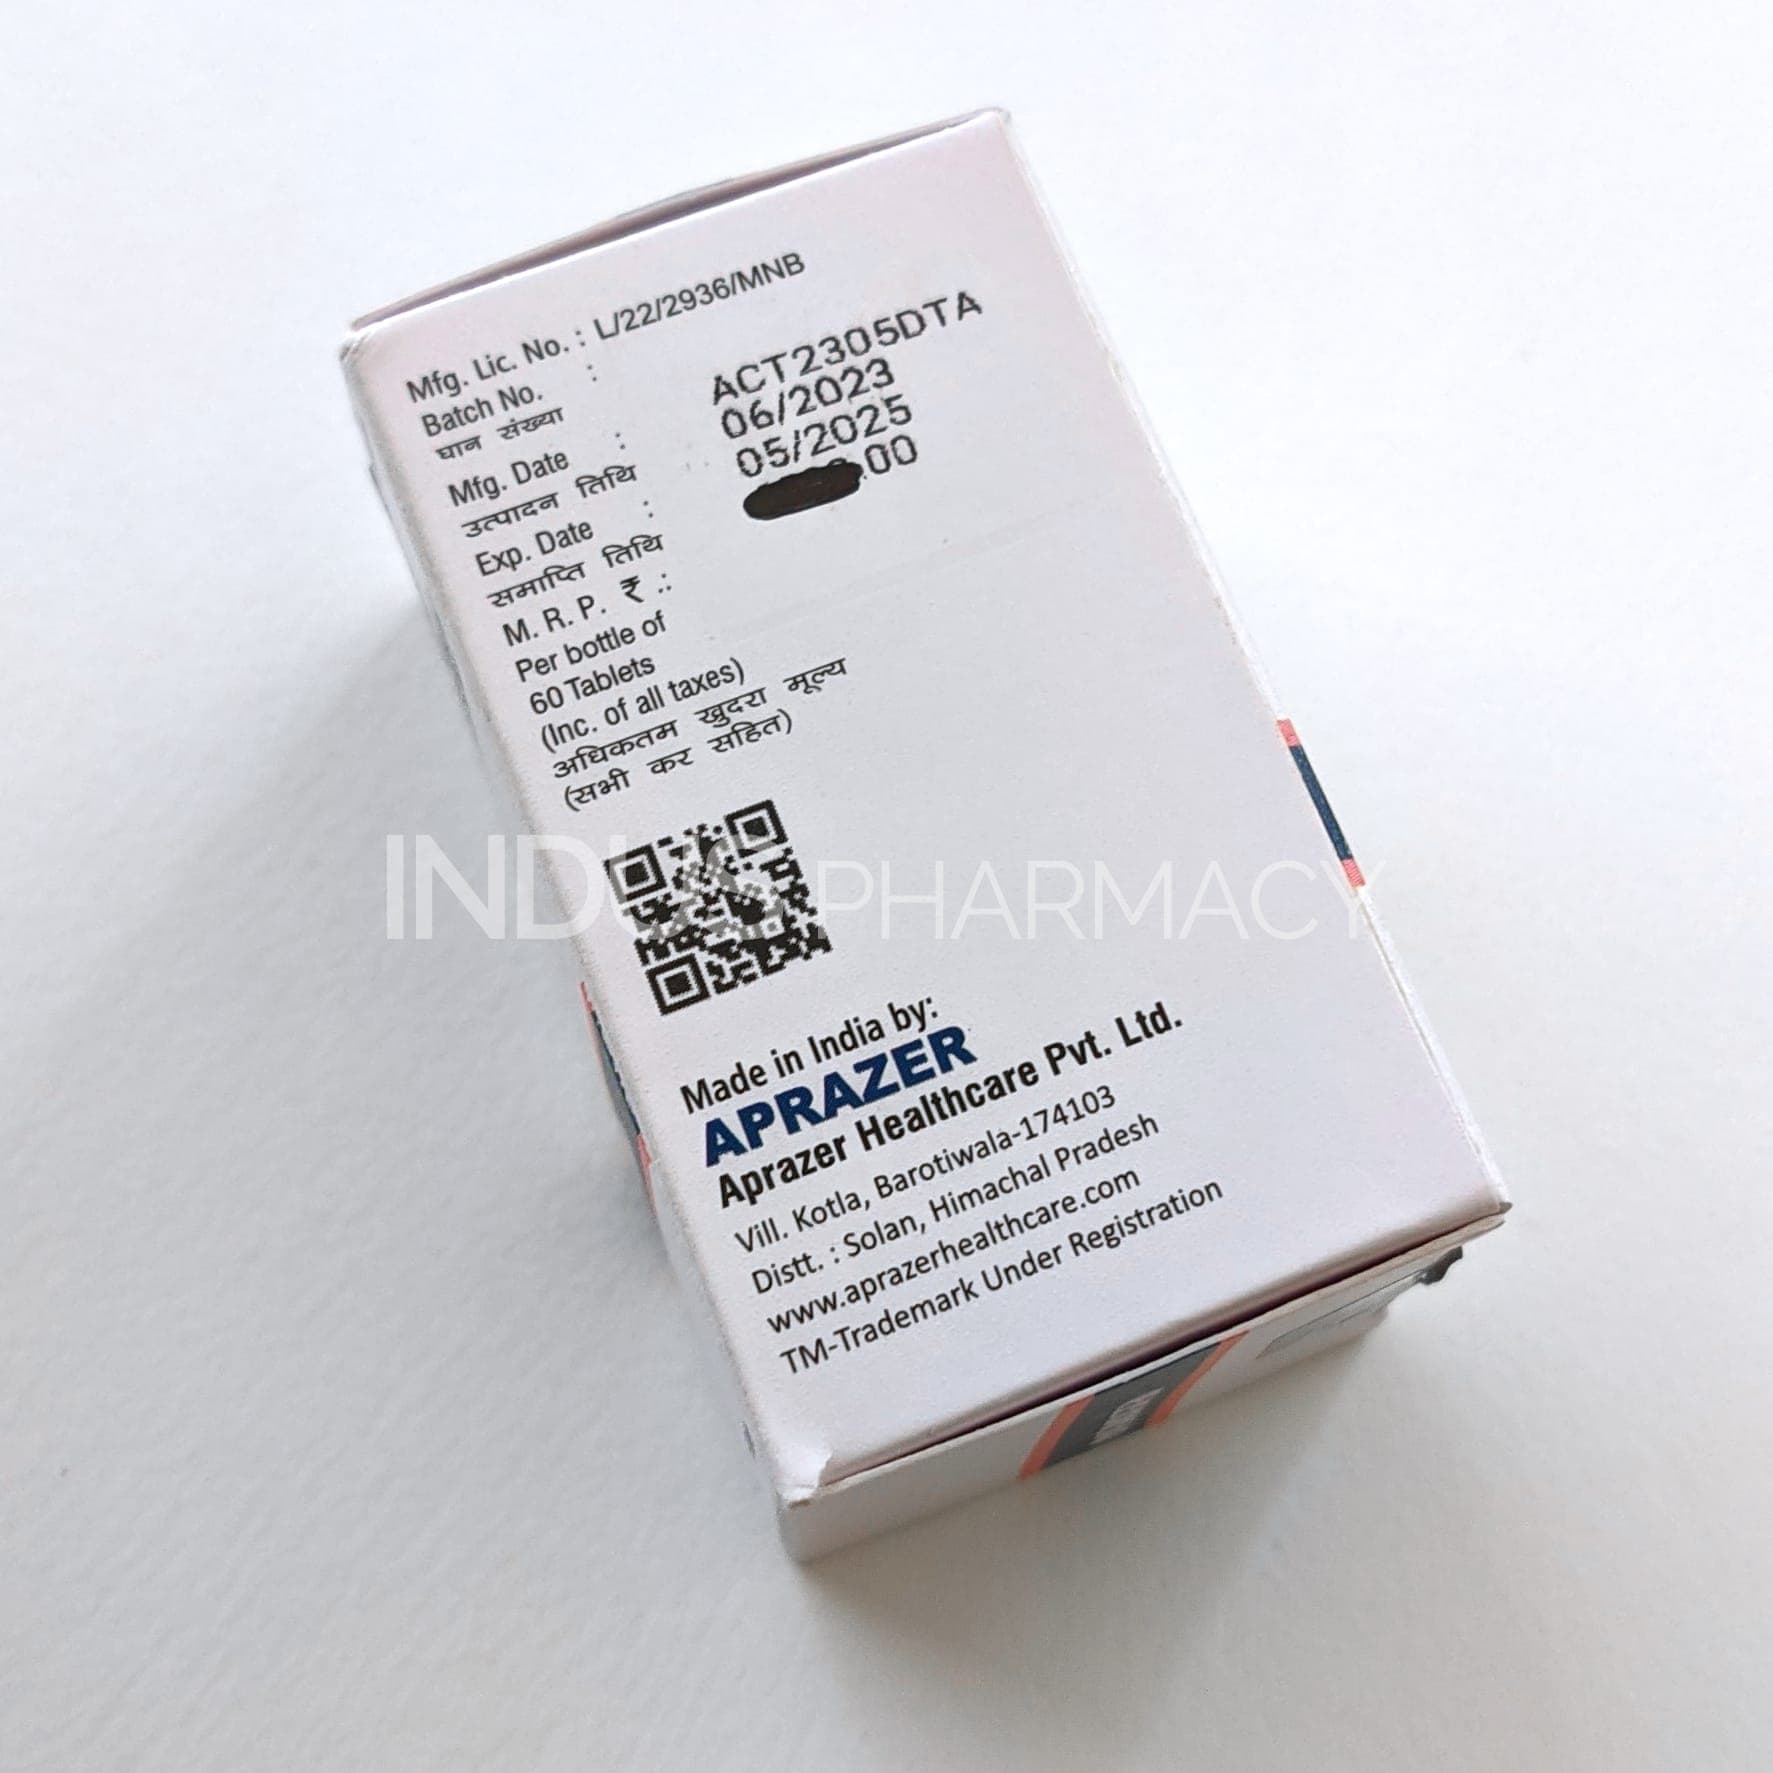 Mfg. Lic. No. : L/22/2936/MNB
Batch No. : ACT2305DTA
घान संख्या
Mfg. Date : 06/2023
उत्पादन तिथि
Exp. Date : 05/2025
समाप्ति तिथि
M. R. P. ₹ .: .00
Per bottle of
60 Tablets
(Inc. of all taxes)
अधिकतम खुदरा मूल्य
(सभी कर सहित)
INDUS PHARMACY
Made in India by:
APRAZER
Aprazer Healthcare Pvt. Ltd.
Vill. Kotla, Barotiwala-174103
Distt. : Solan, Himachal Pradesh
www.aprazerhealthcare.com
TM-Trademark Under Registration